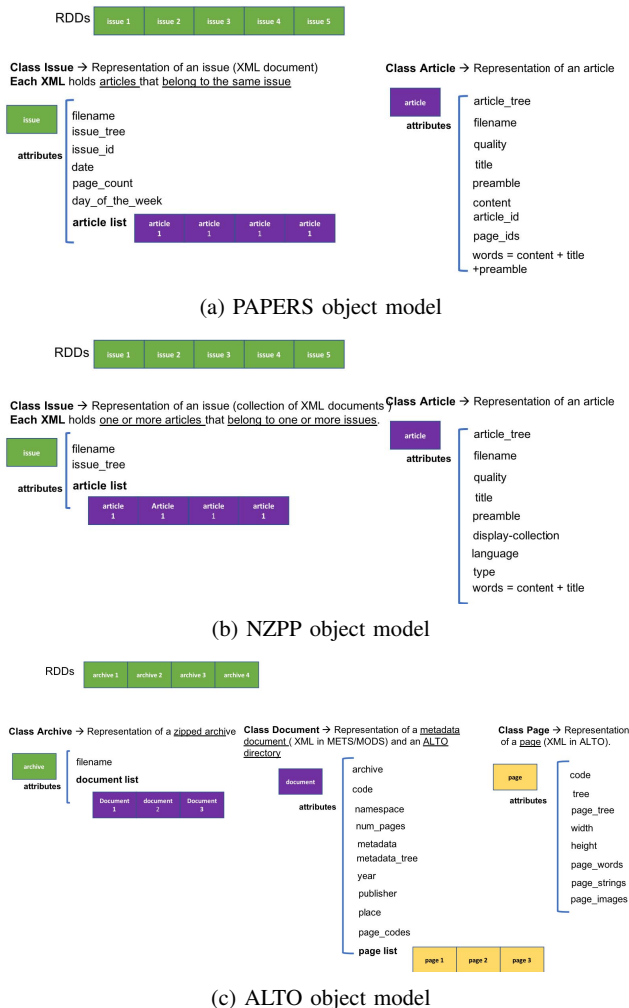 RDDs issue 1 issue 2 issue 3 issue 4 issue 5
Class Issue → Representation of an issue (XML document)
Each XML holds articles that belong to the same issue
issue
attributes
filename
issue_tree
issue_id
date
page_count
day_of_the_week
article list
article 1 article 1 article 1 article 1
Class Article → Representation of an article
article
attributes
article_tree
filename
quality
title
preamble
content
article_id
page_ids
words = content + title
+preamble
(a) PAPERS object model
RDDs issue 1 issue 2 issue 3 issue 4 issue 5
Class Issue → Representation of an issue (collection of XML documents )
Each XML holds one or more articles that belong to one or more issues.
issue
attributes
filename
issue_tree
article list
article 1 Article 1 article 1 article 1
Class Article → Representation of an article
article
attributes
article_tree
filename
quality
title
preamble
display-collection
language
type
words = content + title
(b) NZPP object model
RDDs archive 1 archive 2 archive 3 archive 4
Class Archive → Representation of a zipped archive
archive
attributes
filename
document list
Document 1 document 2 Document 3
Class Document → Representation of a metadata
document ( XML in METS/MODS) and an ALTO
directory
document
attributes
archive
code
namespace
num_pages
metadata
metadata_tree
year
publisher
place
page_codes
page list
page 1 page 2 page 3
Class Page → Representation
of a page (XML in ALTO).
page
attributes
code
tree
page_tree
width
height
page_words
page_strings
page_images
(c) ALTO object model